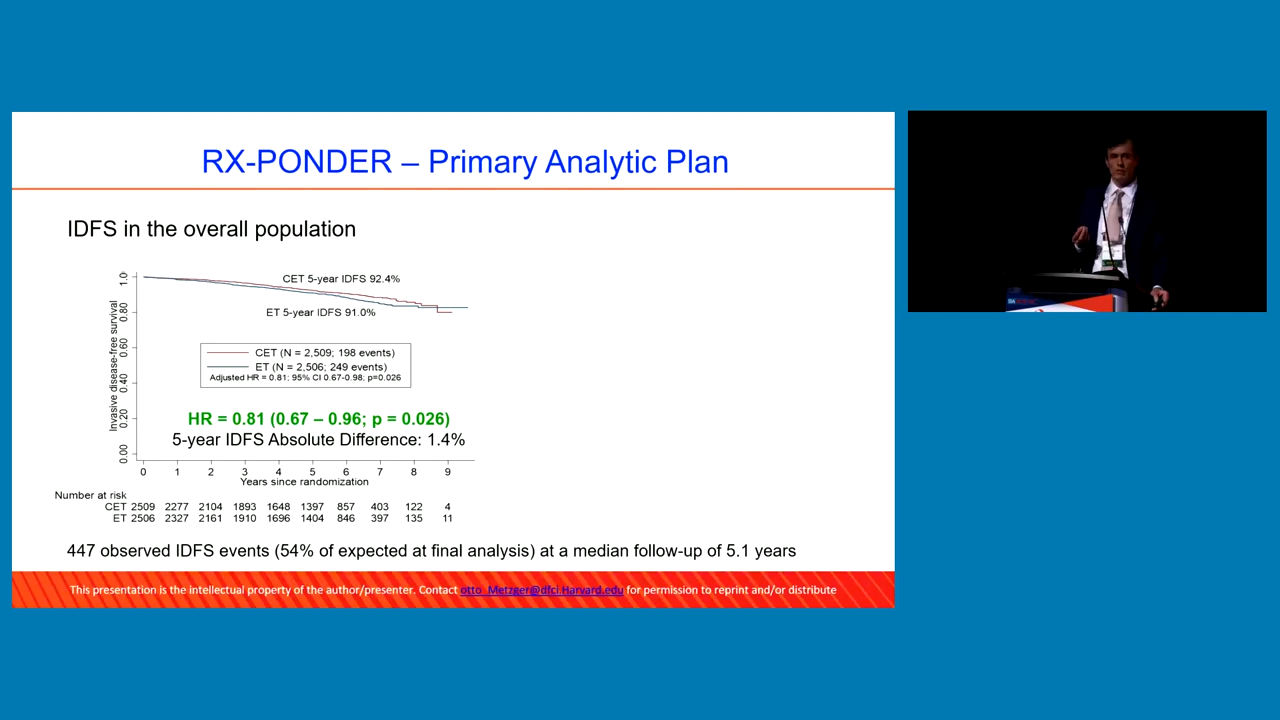 RX-PONDER – Primary Analytic Plan
IDFS in the overall population
Invasive disease-free survival
1.0
0.80
0.60
0.40
0.20
0.00
CET 5-year IDFS 92.4%
ET 5-year IDFS 91.0%
CET (N = 2,509; 198 events)
ET (N = 2,506; 249 events)
Adjusted HR = 0.81; 95% CI 0.67-0.98; p=0.026
HR = 0.81 (0.67 – 0.96; p = 0.026)
5-year IDFS Absolute Difference: 1.4%
0 1 2 3 4 5 6 7 8 9
Years since randomization
Number at risk
CET 2509 2277 2104 1893 1648 1397 857 403 122 4
ET 2506 2327 2161 1910 1696 1404 846 397 135 11
447 observed IDFS events (54% of expected at final analysis) at a median follow-up of 5.1 years
This presentation is the intellectual property of the author/presenter. Contact otto_Metzger@dfci.Harvard.edu for permission to reprint and/or distribute